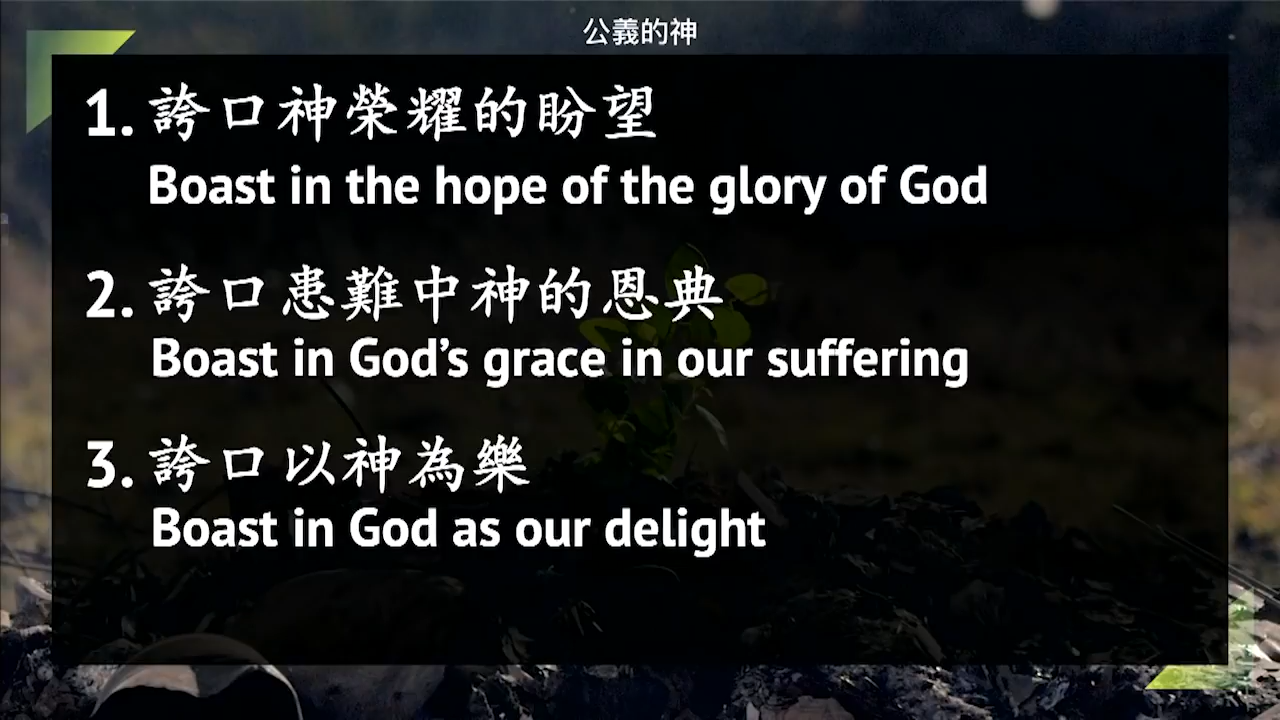 公義的神
1. 誇口神榮耀的盼望
Boast in the hope of the glory of God
2. 誇口患難中神的恩典
Boast in God’s grace in our suffering
3. 誇口以神為樂
Boast in God as our delight